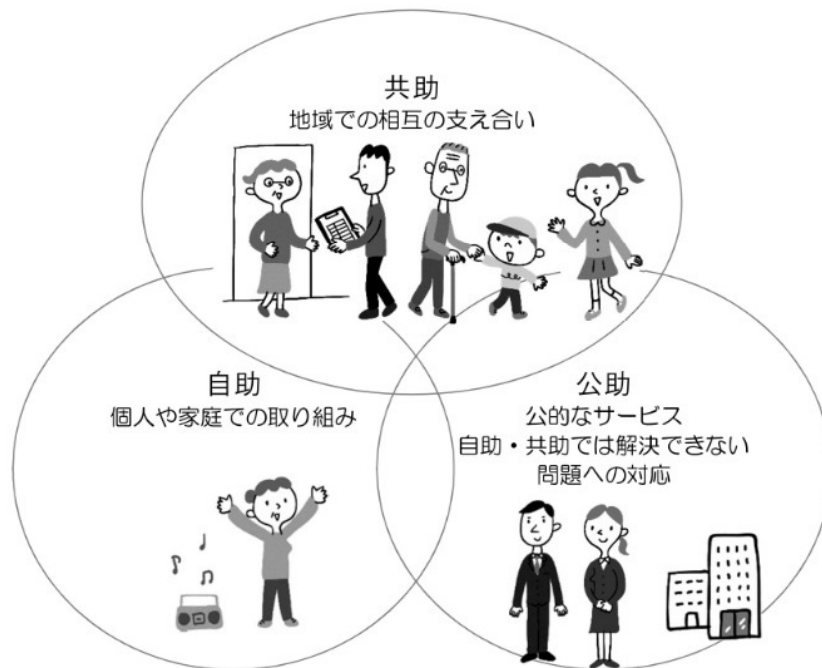 共助
地域での相互の支え合い
自助
個人や家庭での取り組み
公助
公的なサービス
自助・共助では解決できない
問題への対応